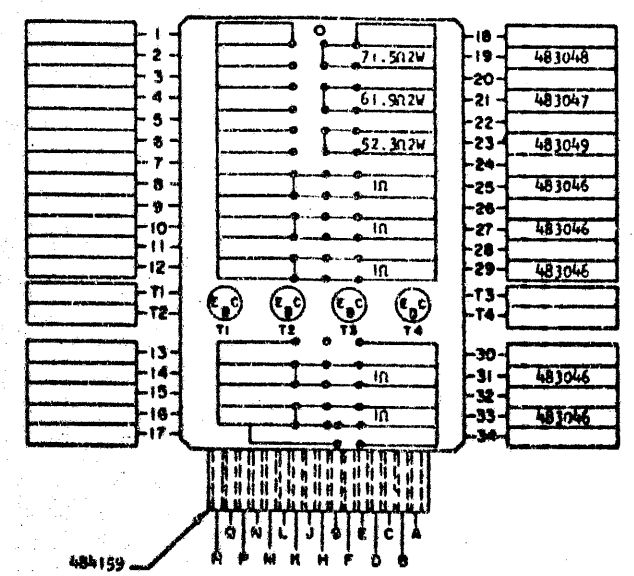 1 18
2 71.5Ω2W 19 483048
3 20
4 61.9Ω2W 21 483047
5 22
6 52.3Ω2W 23 483049
7 24
8 1Ω 25 483046
9 26
10 1Ω 27 483046
11 28
12 1Ω 29 483046
T1 E B C E B C E B C E C T3
T2 T1 T2 T3 T4 T4
13 30
14 1Ω 31 483046
15 32
16 1Ω 33 483046
17 34
Q N L J E C A
484159 P M K H F D B